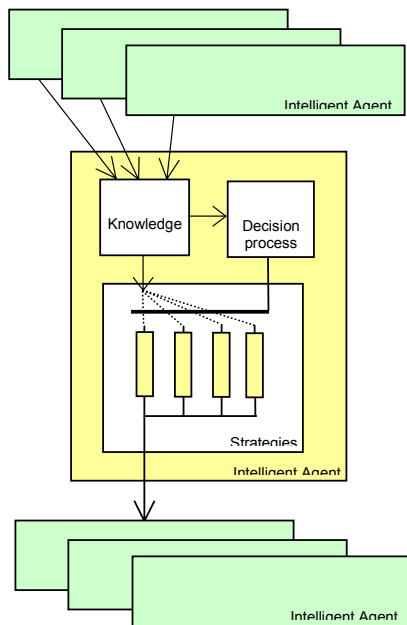 Intelligent Agent
Knowledge
Decision
process
Strategies
Intelligent Agent
Intelligent Agent